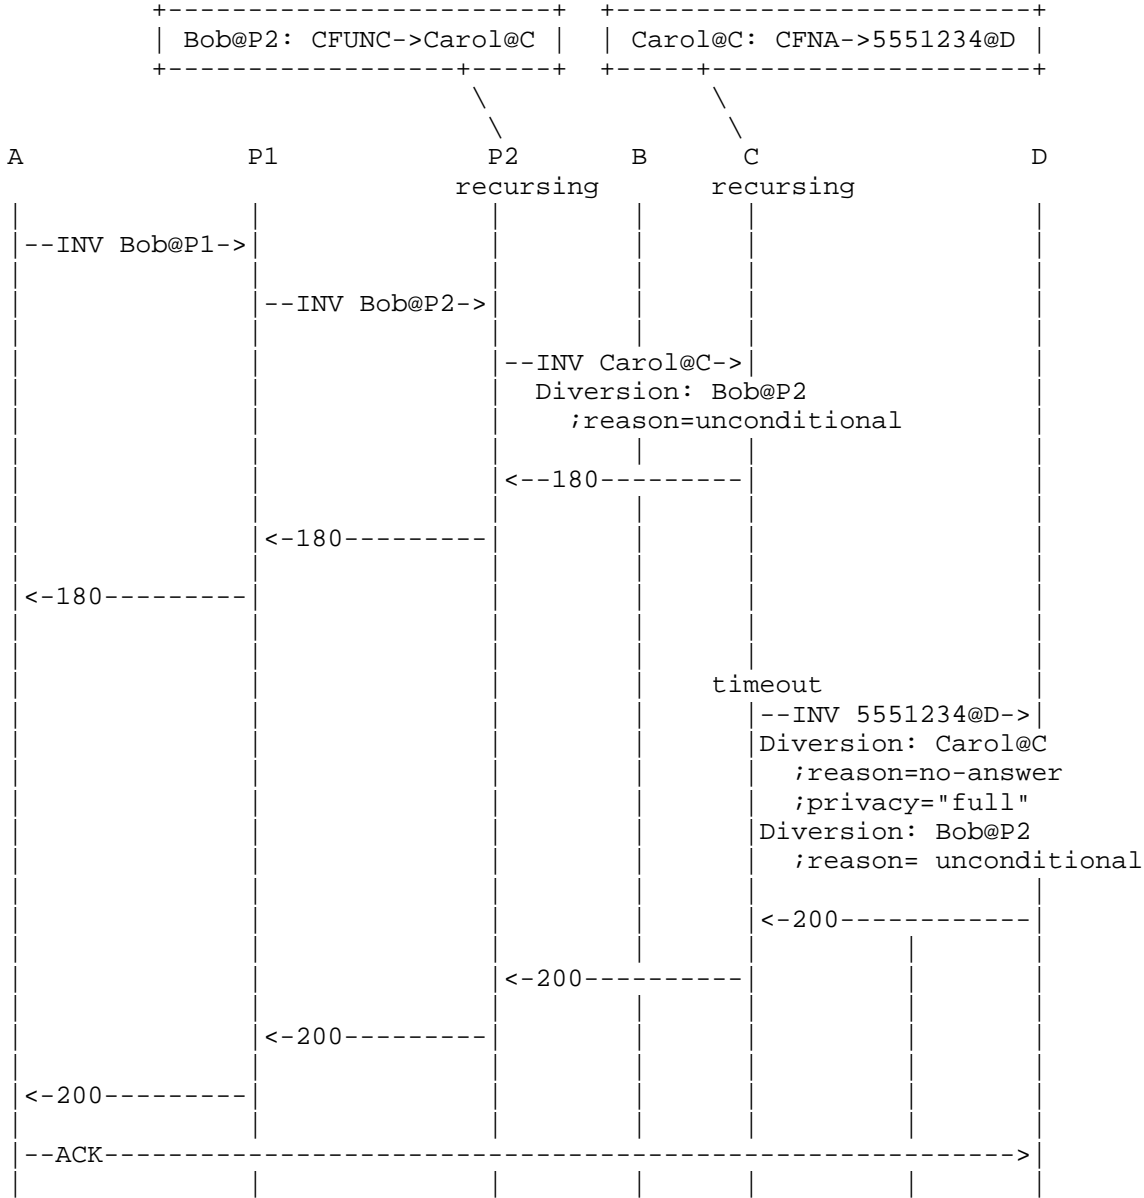 Bob@P2: CFUNC->Carol@C Carol@C: CFNA->5551234@D
A P1 P2 B C D
recursing recursing
--INV Bob@P1->
--INV Bob@P2->
--INV Carol@C->
Diversion: Bob@P2
;reason=unconditional
<--180---------
<-180---------
<-180---------
timeout
--INV 5551234@D->
Diversion: Carol@C
;reason=no-answer
;privacy="full"
Diversion: Bob@P2
;reason= unconditional
<-200------------
<-200----------
<-200---------
<-200---------
--ACK--------------------------------------------------------->